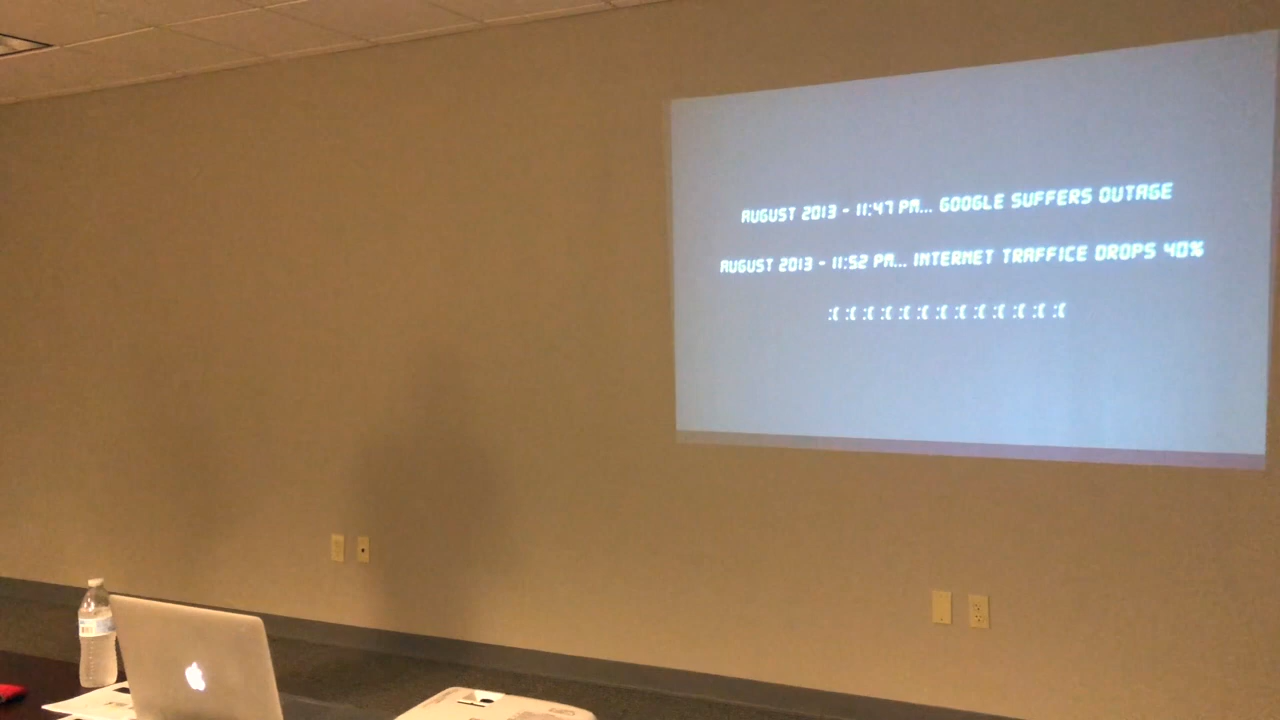 AUGUST 2013 - 11:47 PM... GOOGLE SUFFERS OUTAGE
AUGUST 2013 - 11:52 PM... INTERNET TRAFFICE DROPS 40%
:( :( :( :( :( :( :( :( :( :( :( :( :(